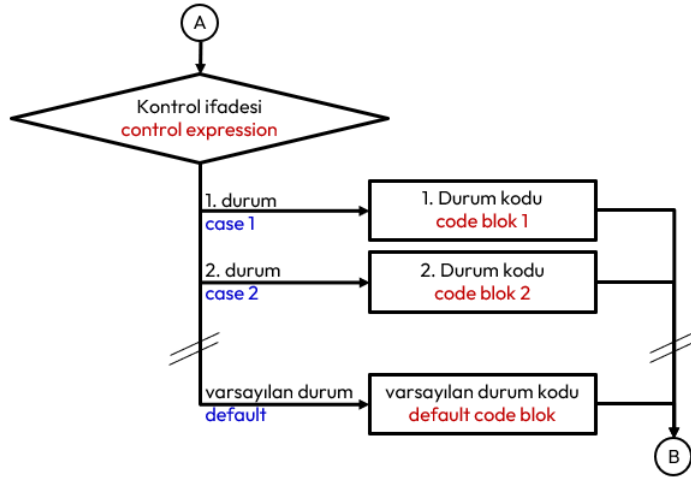 A
Kontrol ifadesi
control expression
1. durum
case 1
1. Durum kodu
code blok 1
2. durum
case 2
2. Durum kodu
code blok 2
varsayılan durum
default
varsayılan durum kodu
default code blok
B